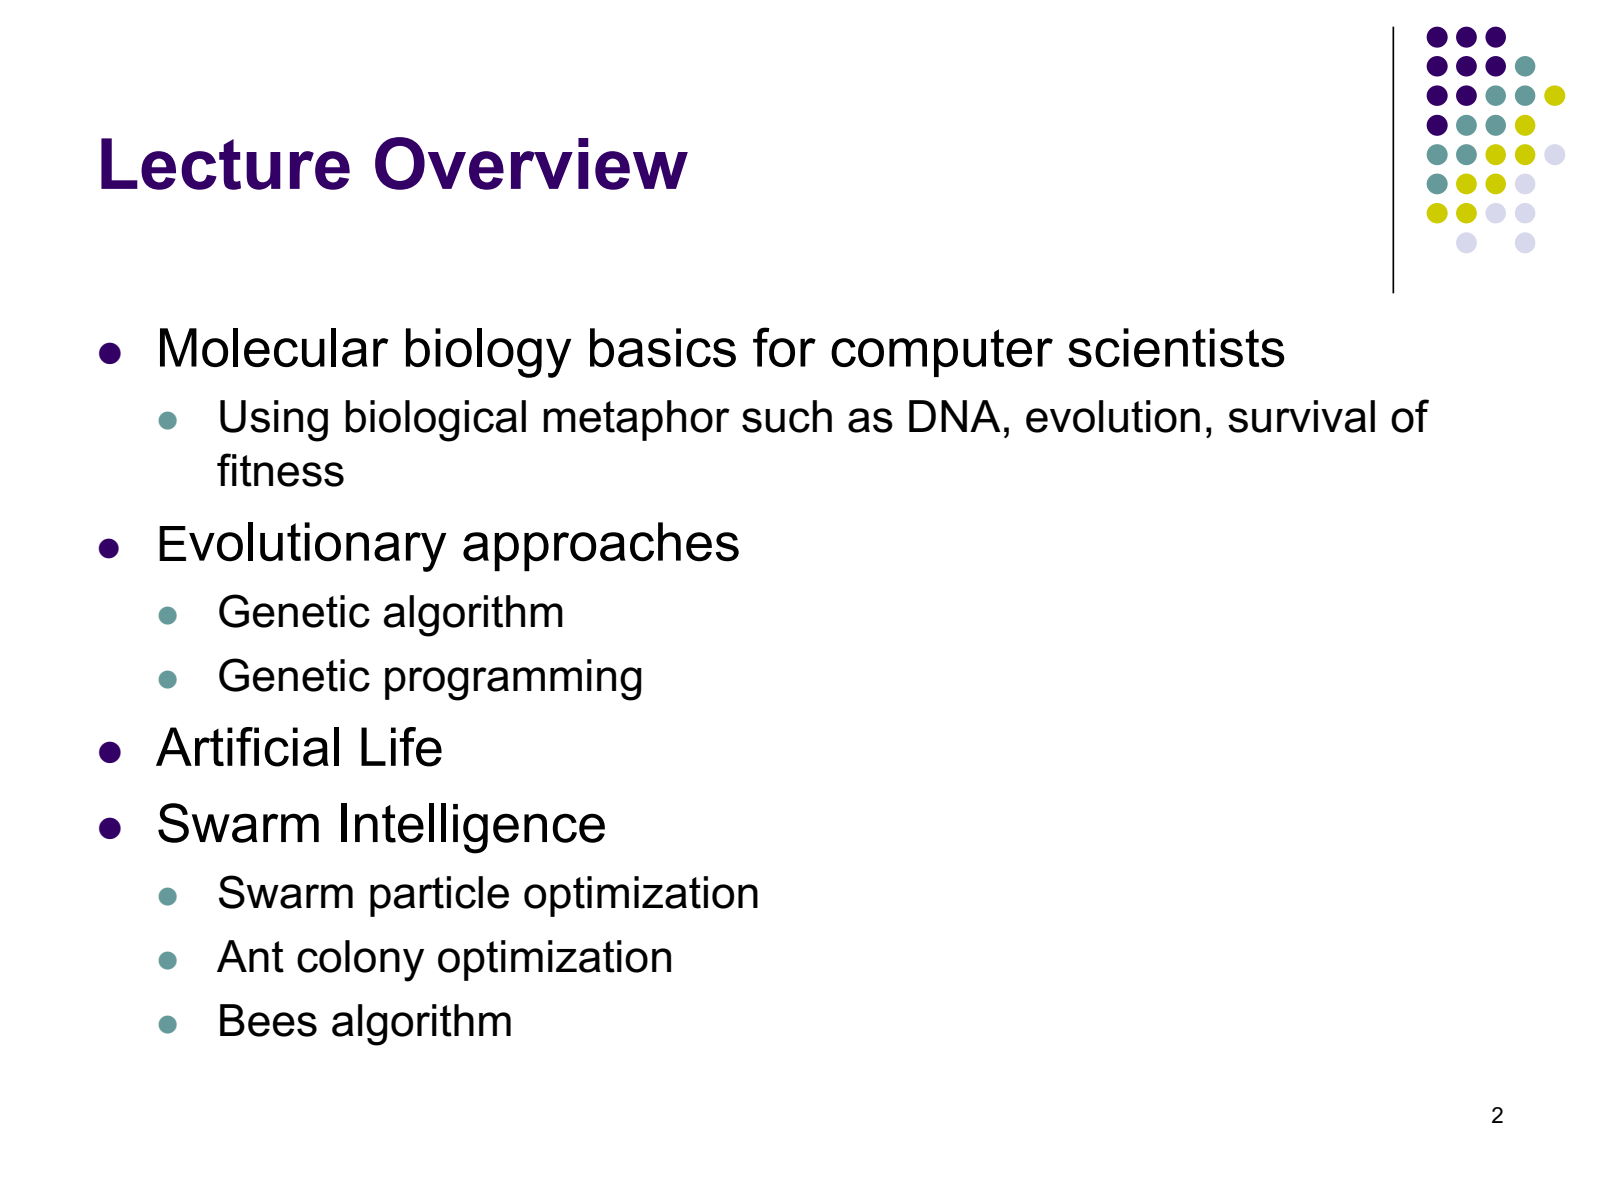 Lecture Overview
Molecular biology basics for computer scientists
Using biological metaphor such as DNA, evolution, survival of
fitness
Evolutionary approaches
Genetic algorithm
Genetic programming
Artificial Life
Swarm Intelligence
Swarm particle optimization
Ant colony optimization
Bees algorithm
2